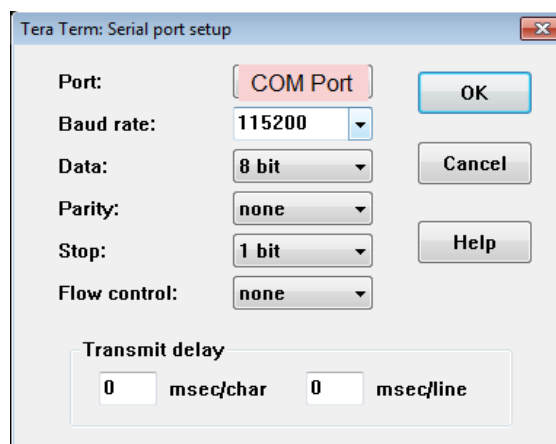 Tera Term: Serial port setup
Port: COM Port
OK
Baud rate: 115200
Data: 8 bit
Cancel
Parity: none
Stop: 1 bit
Help
Flow control: none
Transmit delay
0 msec/char 0 msec/line